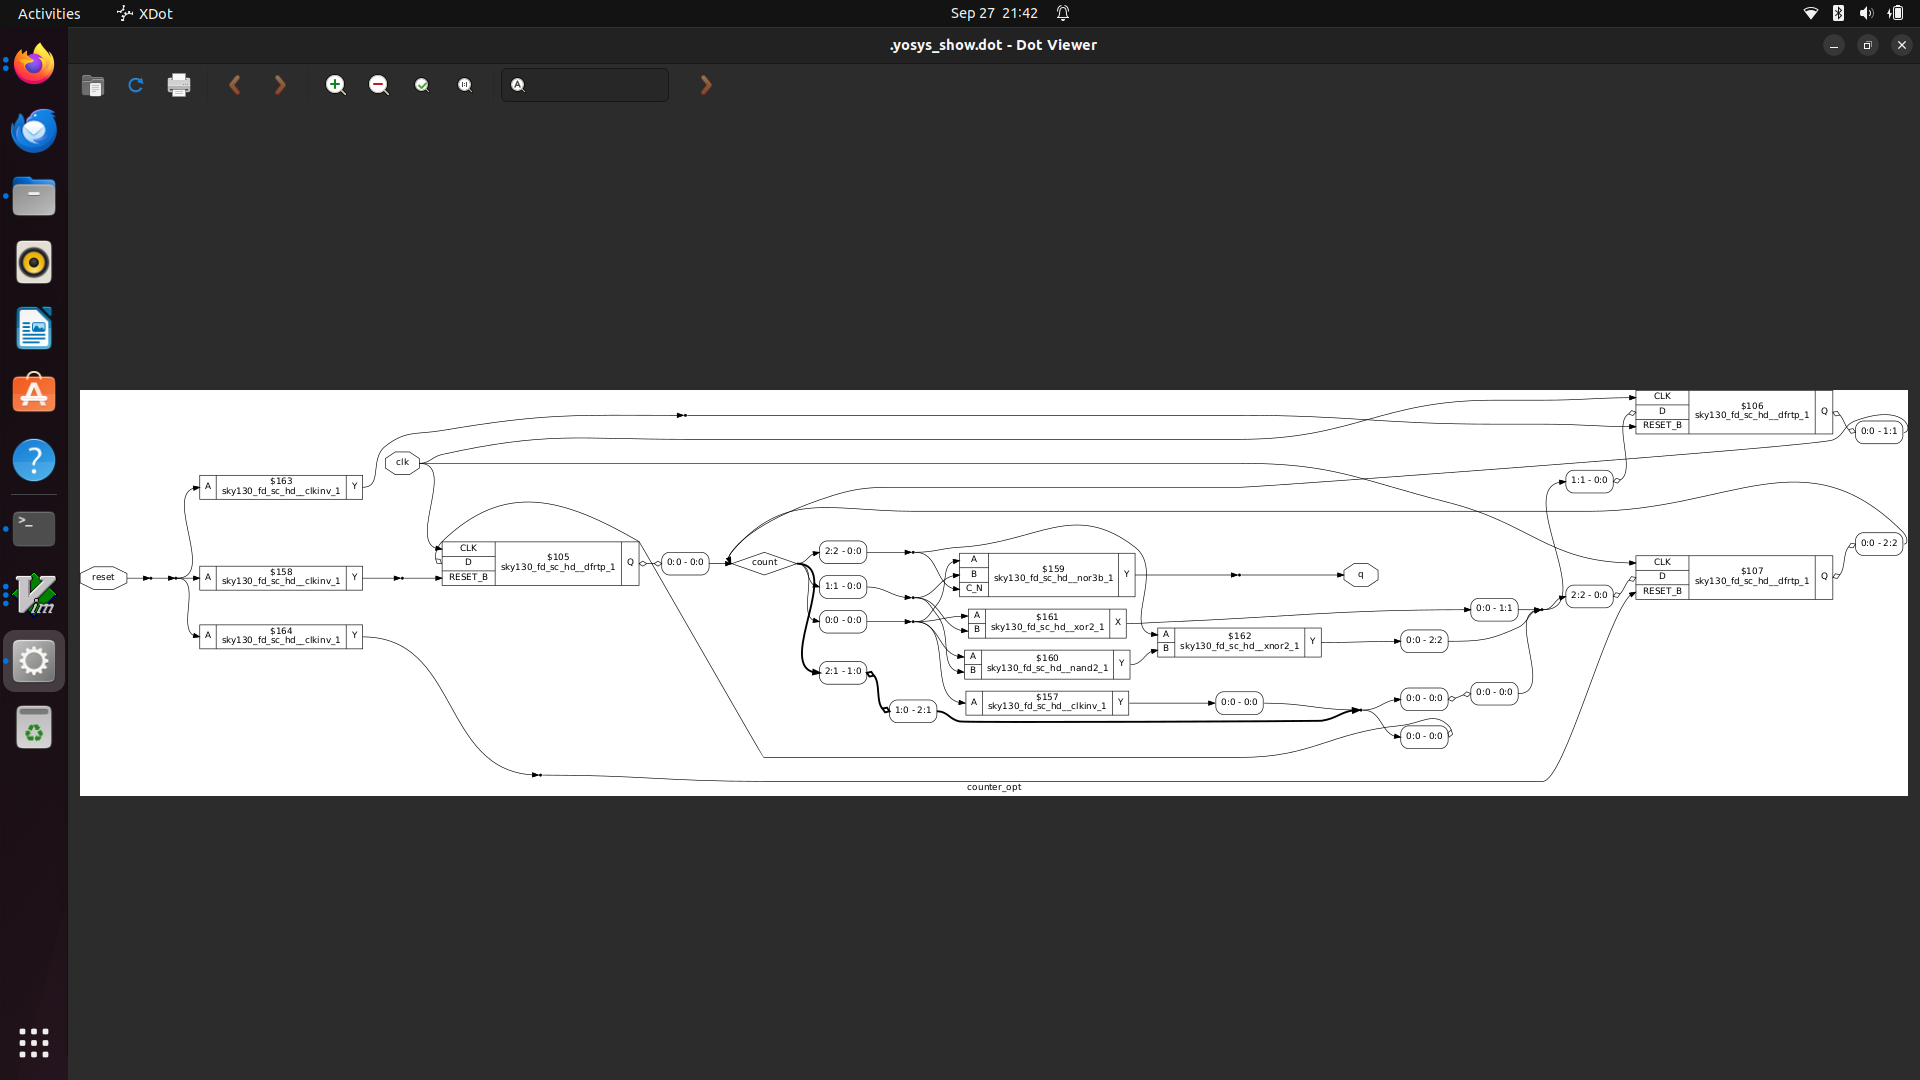 Activities
XDot
Sep 27 21:42
.yosys_show.dot - Dot Viewer
CLK
D
RESET_B
$106
sky130_fd_sc_hd__dfrtp_1
Q
0:0 - 1:1
clk
1:1 - 0:0
A
$163
sky130_fd_sc_hd__clkinv_1
Y
CLK
D
RESET_B
$105
sky130_fd_sc_hd__dfrtp_1
Q
0:0 - 0:0
count
reset
A
$158
sky130_fd_sc_hd__clkinv_1
Y
A
$164
sky130_fd_sc_hd__clkinv_1
Y
2:2 - 0:0
1:1 - 0:0
0:0 - 0:0
2:1 - 1:0
1:0 - 2:1
A
B
C_N
$159
sky130_fd_sc_hd__nor3b_1
Y
A
B
$161
sky130_fd_sc_hd__xor2_1
X
A
B
$160
sky130_fd_sc_hd__nand2_1
Y
A
$157
sky130_fd_sc_hd__clkinv_1
Y
A
B
$162
sky130_fd_sc_hd__xnor2_1
Y
0:0 - 0:0
q
0:0 - 2:2
0:0 - 0:0
0:0 - 0:0
0:0 - 1:1
0:0 - 0:0
2:2 - 0:0
CLK
D
RESET_B
$107
sky130_fd_sc_hd__dfrtp_1
Q
0:0 - 2:2
counter_opt